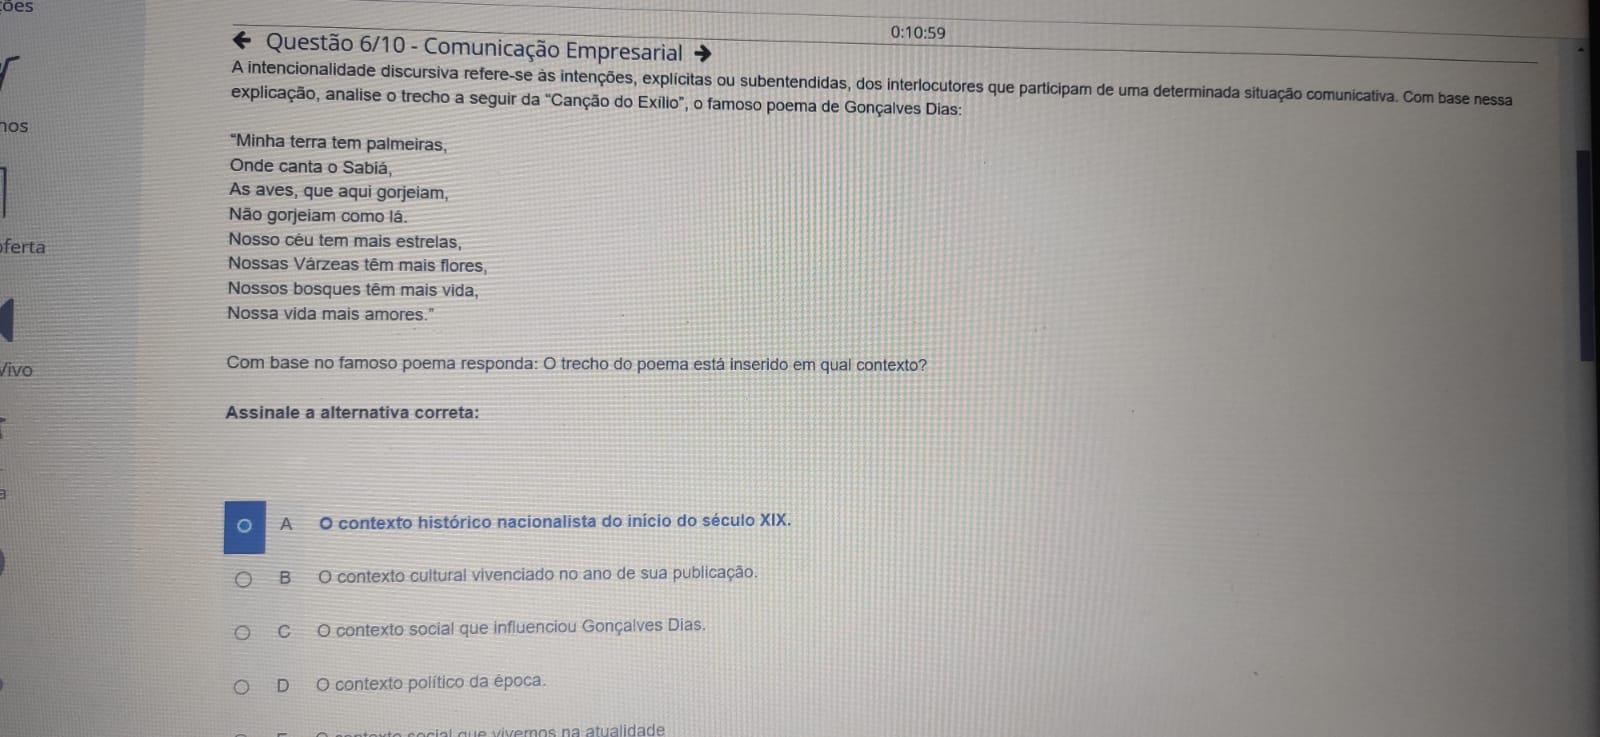 ões
0:10:59
← Questão 6/10 - Comunicação Empresarial →
A intencionalidade discursiva refere-se às intenções, explícitas ou subentendidas, dos interlocutores que participam de uma determinada situação comunicativa. Com base nessa
explicação, analise o trecho a seguir da “Canção do Exílio”, o famoso poema de Gonçalves Dias:
nos
“Minha terra tem palmeiras,
Onde canta o Sabiá,
As aves, que aqui gorjeiam,
Não gorjeiam como lá.
oferta
Nosso céu tem mais estrelas,
Nossas Várzeas têm mais flores,
Nossos bosques têm mais vida,
Nossa vida mais amores.”
Vivo
Com base no famoso poema responda: O trecho do poema está inserido em qual contexto?
Assinale a alternativa correta:
A O contexto histórico nacionalista do início do século XIX.
B O contexto cultural vivenciado no ano de sua publicação.
C O contexto social que influenciou Gonçalves Dias.
D O contexto político da época.
O contexto social que vivemos na atualidade